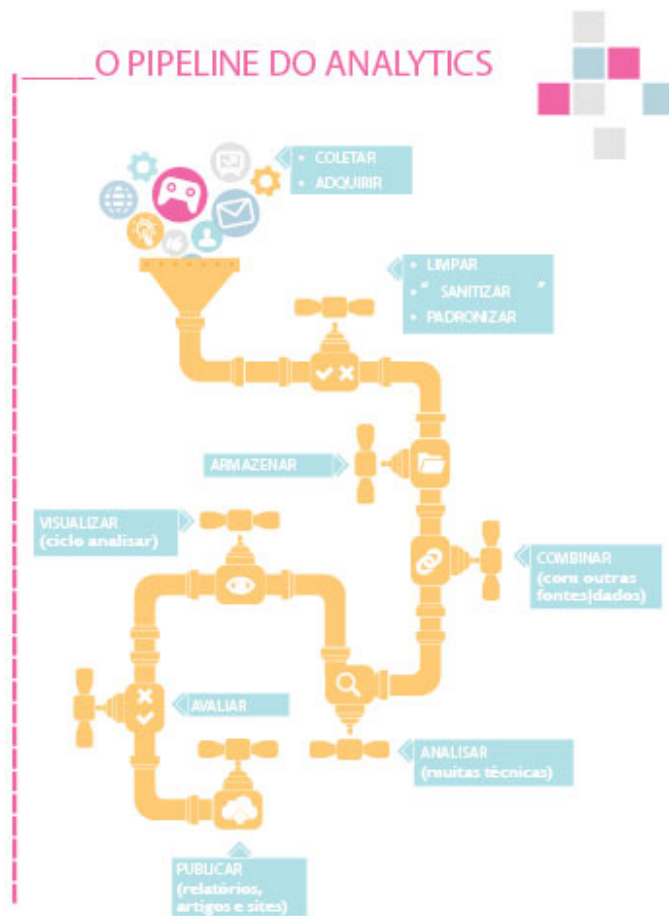 ____O PIPELINE DO ANALYTICS
• COLETAR
• ADQUIRIR
• LIMPAR
• " SANITIZAR "
• PADRONIZAR
ARMAZENAR
VISUALIZAR
(ciclo analisar)
COMBINAR
(com outras
fontes|dados)
AVALIAR
ANALISAR
(muitas técnicas)
PUBLICAR
(relatórios,
artigos e sites)